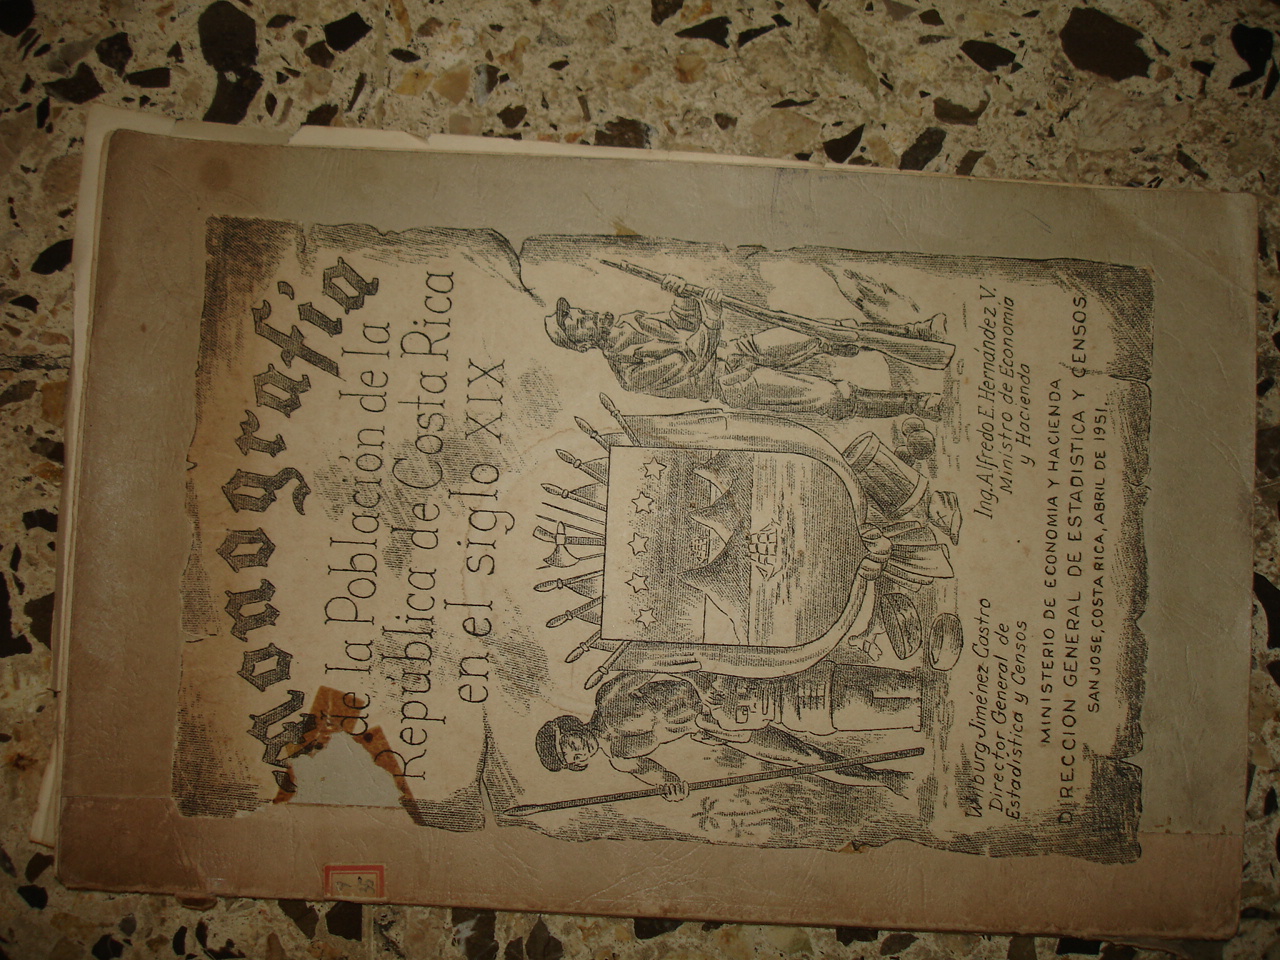 Monografia
de la Población de la
República de Costa Rica
en el siglo XIX
Wilburg Jiménez Castro
Director General de
Estadística y Censos
Ing. Alfredo E. Hernández V.
Ministro de Economía
y Hacienda
MINISTERIO DE ECONOMIA Y HACIENDA
DIRECCION GENERAL DE ESTADISTICA Y CENSOS.
SAN JOSE, COSTA RICA, ABRIL DE 1951.